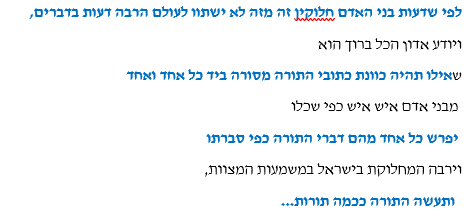 לפי שדעות בני האדם חלוקין זה מזה לא ישתוו לעולם הרבה דעות בדברים,
ויודע אדון הכל ברוך הוא
שאילו תהיה כוונת כתובי התורה מסורה ביד כל אחד ואחד
מבני אדם איש איש כפי שכלו
יפרש כל אחד מהם דברי התורה כפי סברתו
וירבה המחלוקת בישראל במשמעות המצוות,
ותעשה התורה ככמה תורות...